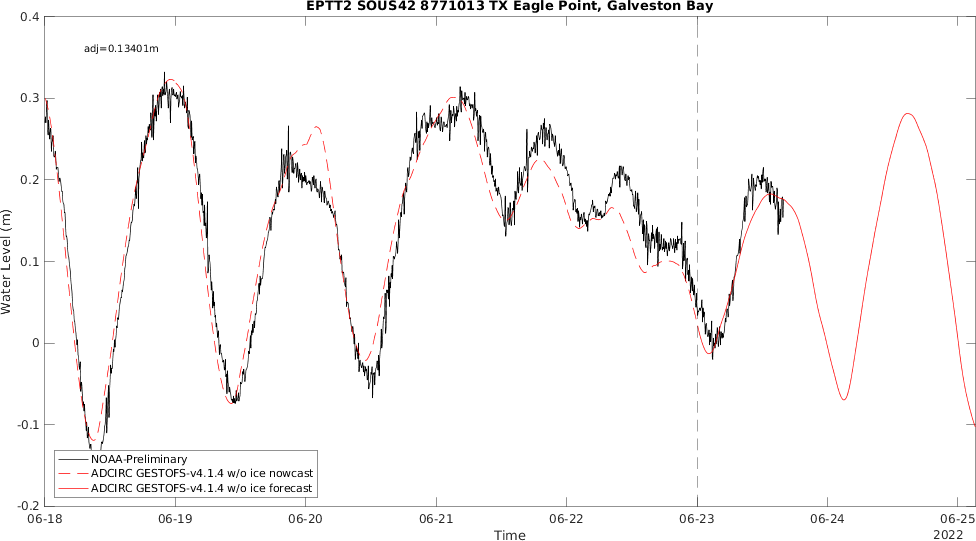 EPTT2 SOUS42 8771013 TX Eagle Point, Galveston Bay
adj=0.13401m
0.4
0.3
0.2
0.1
0
-0.1
-0.2
Water Level (m)
NOAA-Preliminary
ADCIRC GESTOFS-v4.1.4 w/o ice nowcast
ADCIRC GESTOFS-v4.1.4 w/o ice forecast
06-18 06-19 06-20 06-21 06-22 06-23 06-24 06-25
Time
2022